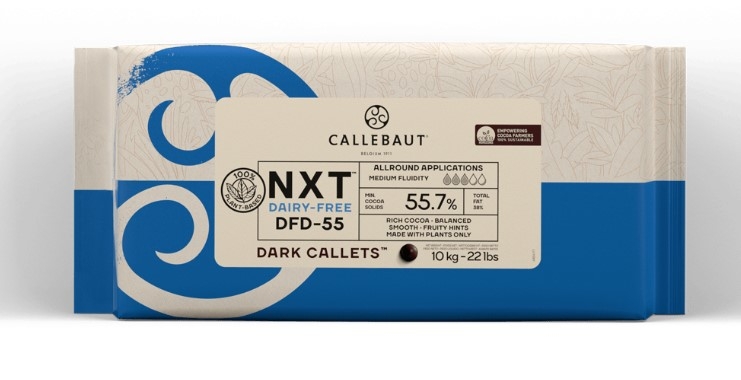 CALLEBAUT®
BELGIUM 1911
EMPOWERING
COCOA FARMERS
100% SUSTAINABLE
100%
PLANT-BASED
NXT™
DAIRY-FREE
DFD-55
ALLROUND APPLICATIONS
MEDIUM FLUIDITY
MIN.
COCOA
SOLIDS
55.7%
TOTAL
FAT
38%
RICH COCOA - BALANCED
SMOOTH - FRUITY HINTS
MADE WITH PLANTS ONLY
DARK CALLETS™
10 kg - 22 lbs